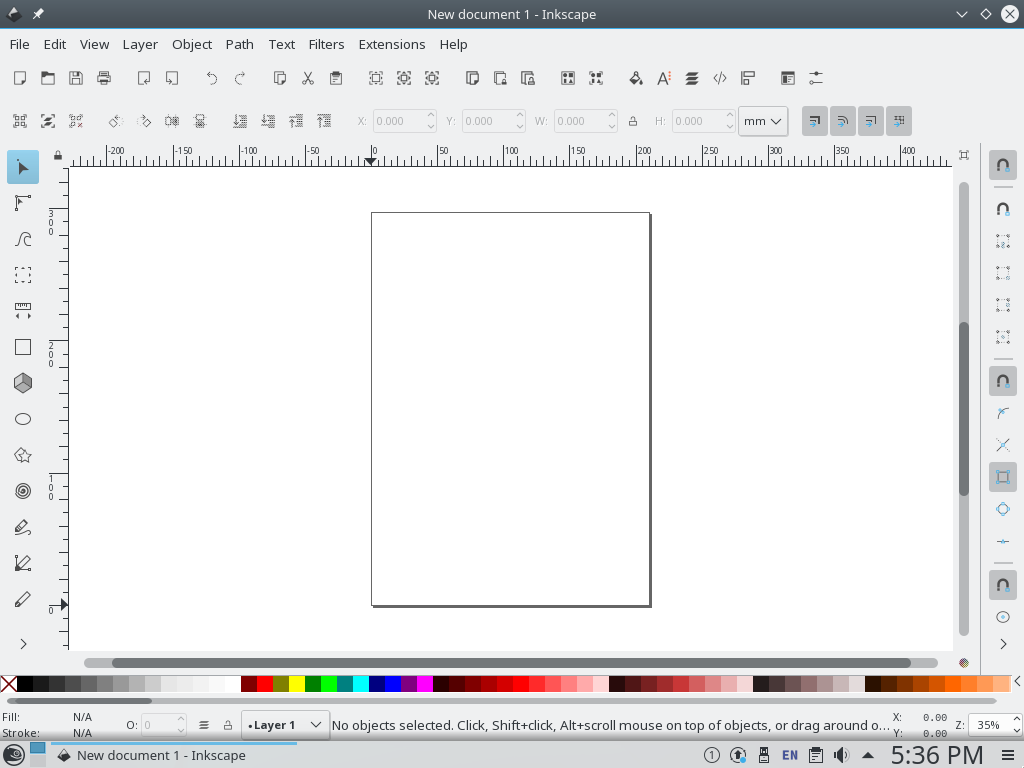 New document 1 - Inkscape
File Edit View Layer Object Path Text Filters Extensions Help
X: 0.000 Y: 0.000 W: 0.000 H: 0.000 mm
-200 -150 -100 -50 0 50 100 150 200 250 300 350 400
300
200
100
0
Fill: N/A
Stroke: N/A
O: 0
Layer 1
No objects selected. Click, Shift+click, Alt+scroll mouse on top of objects, or drag around o...
X: 0.00
Y: 0.00
Z: 35%
New document 1 - Inkscape
1
EN
5:36 PM